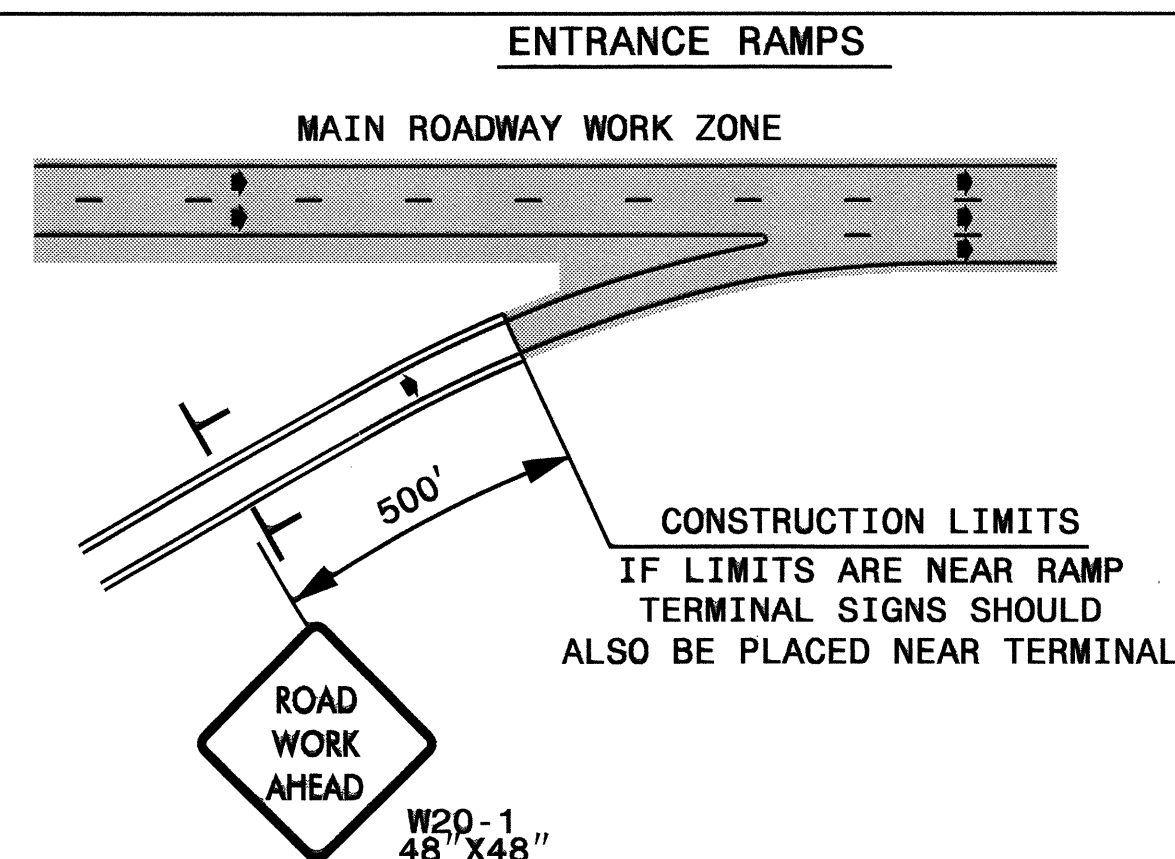 ENTRANCE RAMPS
MAIN ROADWAY WORK ZONE
500'
CONSTRUCTION LIMITS
IF LIMITS ARE NEAR RAMP
TERMINAL SIGNS SHOULD
ALSO BE PLACED NEAR TERMINAL
ROAD
WORK
AHEAD
W20-1
48"X48"